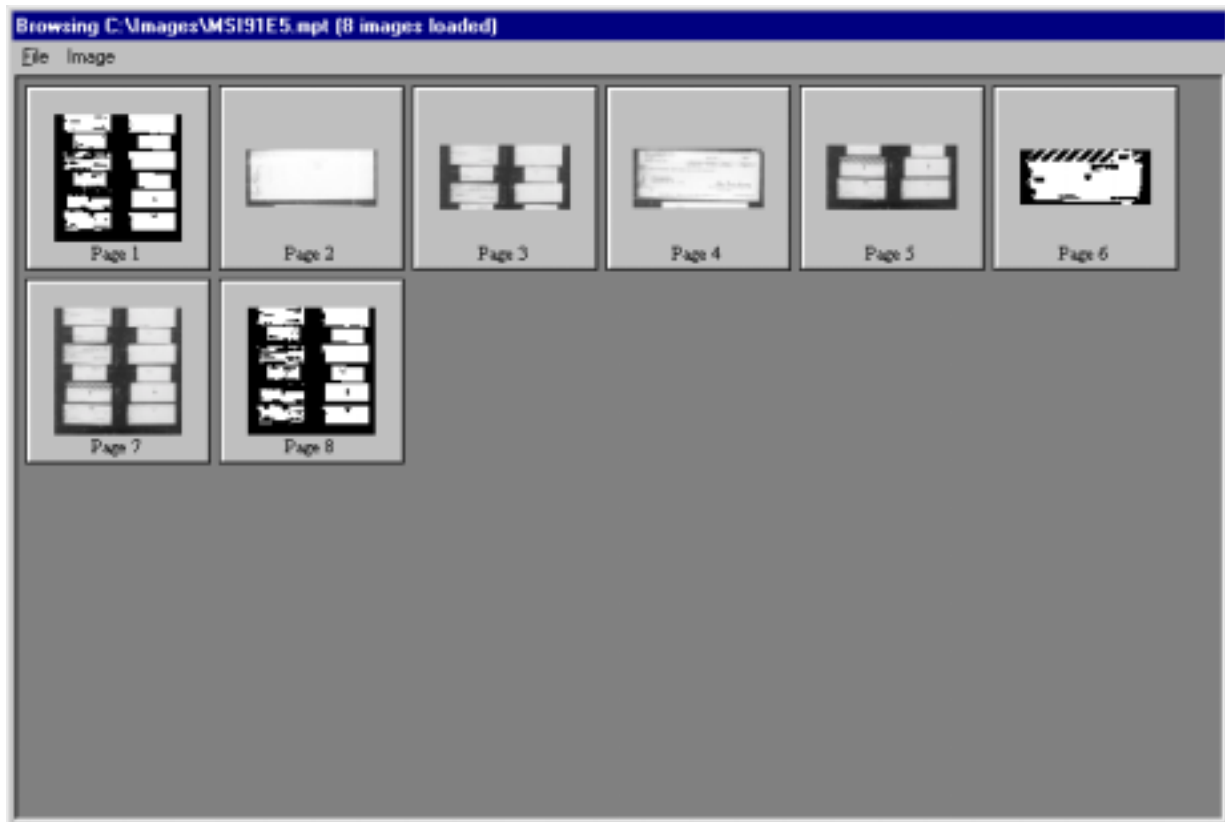 Browsing C:\Images\MSI91E5.mpt (8 images loaded)
File Image
Page 1 Page 2 Page 3 Page 4 Page 5 Page 6
Page 7 Page 8